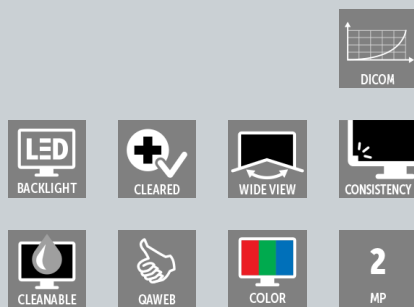 DICOM
LED
BACKLIGHT
CLEARED
WIDE VIEW
CONSISTENCY
CLEANABLE
QAWEB
COLOR
2
MP